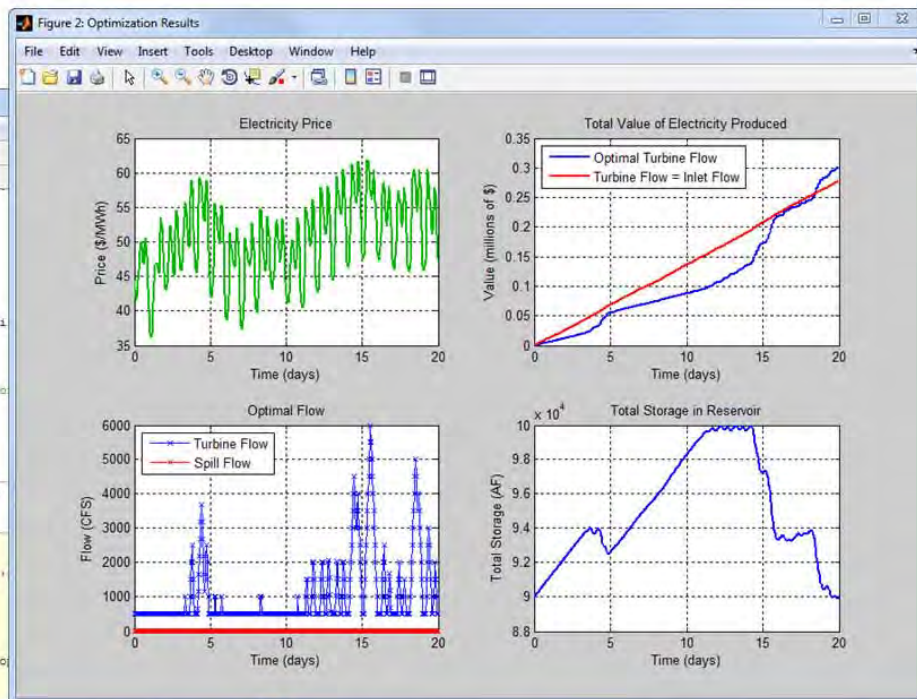 Figure 2: Optimization Results
File Edit View Insert Tools Desktop Window Help
Electricity Price
65
60
55
50
45
40
35
Price ($/MWh)
0 5 10 15 20
Time (days)
Total Value of Electricity Produced
0.35
0.3
0.25
0.2
0.15
0.1
0.05
0
Value (millions of $)
Optimal Turbine Flow
Turbine Flow = Inlet Flow
0 5 10 15 20
Time (days)
Optimal Flow
6000
5000
4000
3000
2000
1000
0
Flow (CFS)
Turbine Flow
Spill Flow
0 5 10 15 20
Time (days)
Total Storage in Reservoir
x 10^4
10
9.8
9.6
9.4
9.2
9
8.8
Total Storage (AF)
0 5 10 15 20
Time (days)